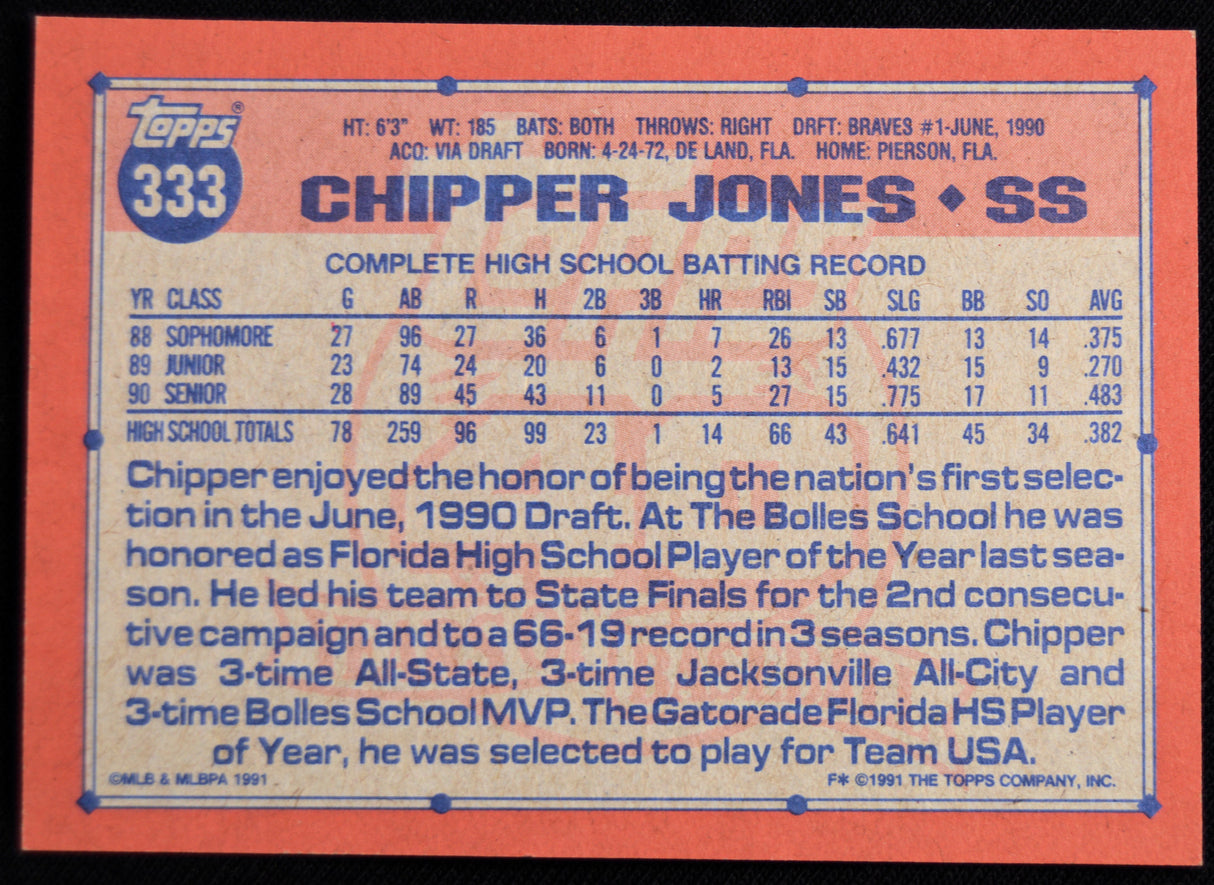 topps®
333
HT: 6'3" WT: 185 BATS: BOTH THROWS: RIGHT DRFT: BRAVES #1-JUNE, 1990
ACQ: VIA DRAFT BORN: 4-24-72, DE LAND, FLA. HOME: PIERSON, FLA.
CHIPPER JONES ◆ SS
COMPLETE HIGH SCHOOL BATTING RECORD
YR CLASS G AB R H 2B 3B HR RBI SB SLG BB SO AVG
88 SOPHOMORE 27 96 27 36 6 1 7 26 13 .677 13 14 .375
89 JUNIOR 23 74 24 20 6 0 2 13 15 .432 15 9 .270
90 SENIOR 28 89 45 43 11 0 5 27 15 .775 17 11 .483
HIGH SCHOOL TOTALS 78 259 96 99 23 1 14 66 43 .641 45 34 .382
Chipper enjoyed the honor of being the nation's first selec-
tion in the June, 1990 Draft. At The Bolles School he was
honored as Florida High School Player of the Year last sea-
son. He led his team to State Finals for the 2nd consecu-
tive campaign and to a 66-19 record in 3 seasons. Chipper
was 3-time All-State, 3-time Jacksonville All-City and
3-time Bolles School MVP. The Gatorade Florida HS Player
of Year, he was selected to play for Team USA.
©MLB & MLBPA 1991 F* ©1991 THE TOPPS COMPANY, INC.